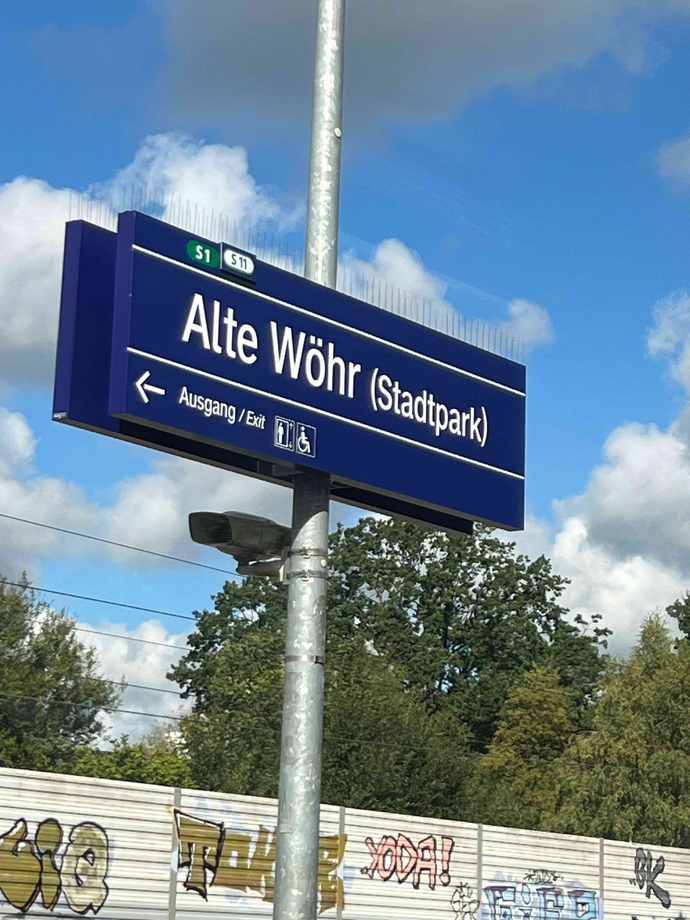 S1 S11
Alte Wöhr (Stadtpark)
Ausgang / Exit
YODA!